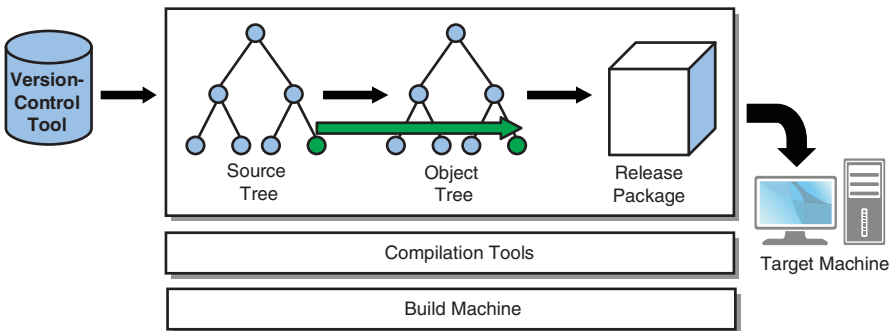 Version-
Control
Tool
Source
Tree
Object
Tree
Release
Package
Compilation Tools
Target Machine
Build Machine